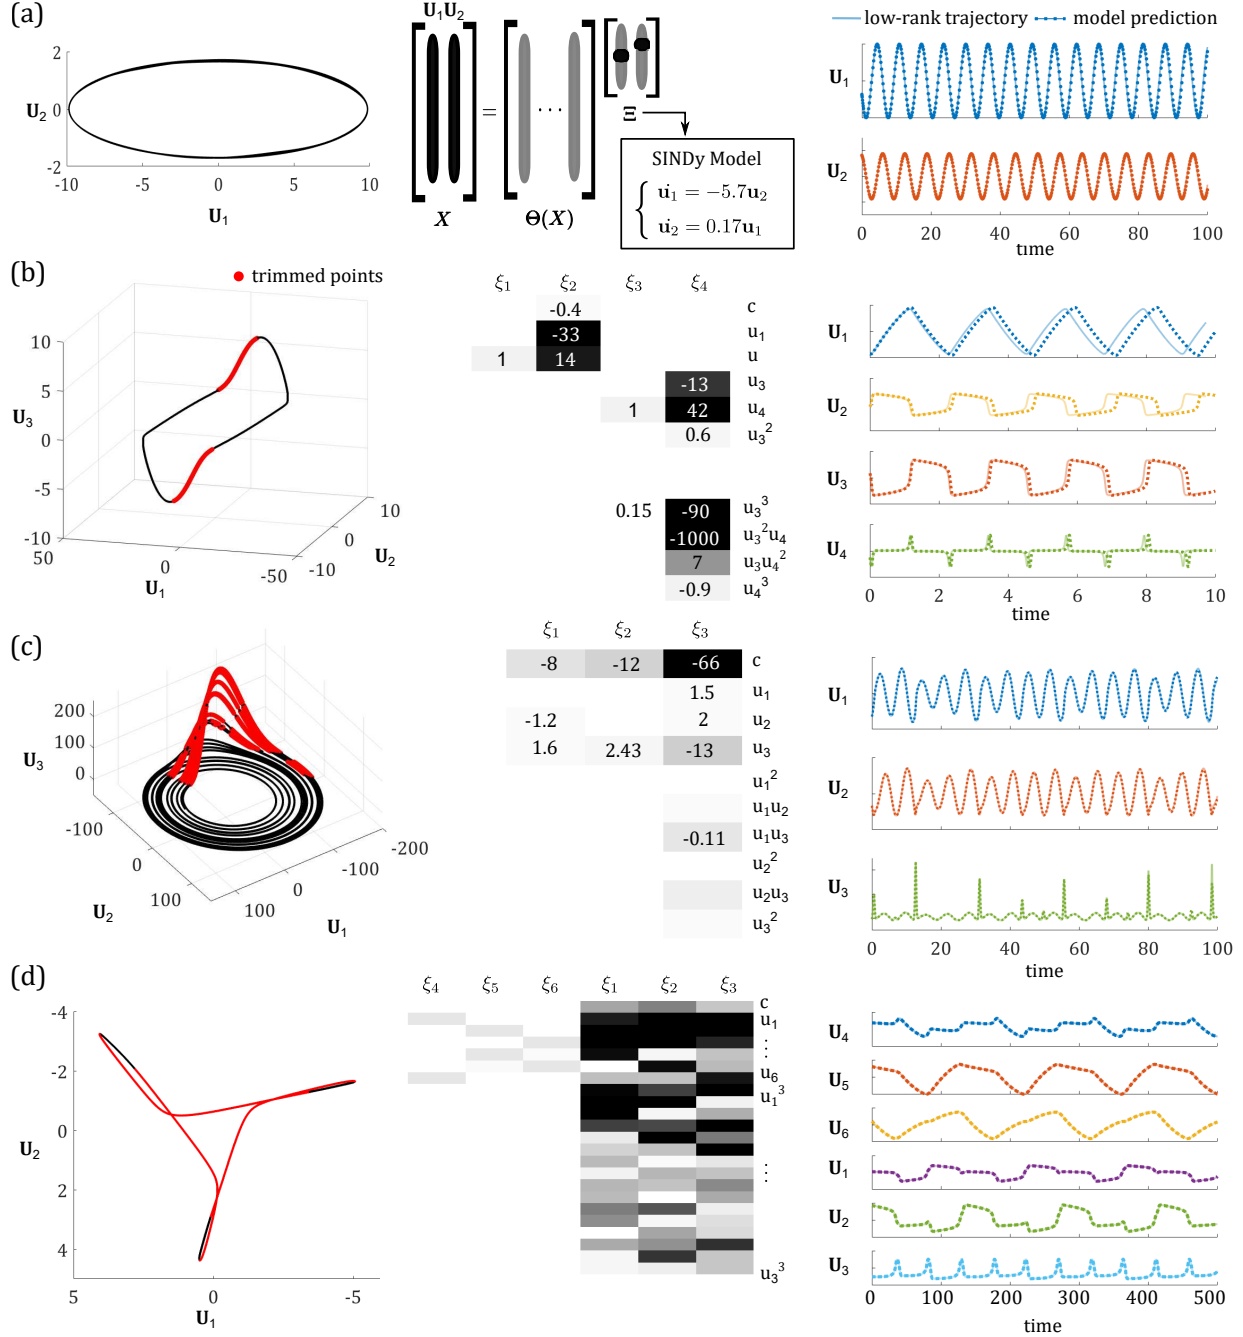 (a)
U₁U₂
low-rank trajectory model prediction
2
U₂ 0
-2
-10 -5 0 5 10
U₁
=
...
X
Θ(X)
Ξ
SINDy Model
u̇₁ = −5.7u₂
u̇₂ = 0.17u₁
U₁
U₂
0 20 40 60 80 100
time
(b)
trimmed points
10
5
U₃
0
-5
-10
50 0 -50
U₁
-10 0 10
U₂
ξ₁ ξ₂ ξ₃ ξ₄
-0.4 c
-33 u₁
1 14 u
-13 u₃
1 42 u₄
0.6 u₃²
0.15 -90 u₃³
-1000 u₃²u₄
7 u₃u₄²
-0.9 u₄³
U₁
U₂
U₃
U₄
0 2 4 6 8 10
time
(c)
200
100
U₃
0
-100
0
100
U₂
100
0
-100
-200
U₁
ξ₁ ξ₂ ξ₃
-8 -12 -66 c
1.5 u₁
-1.2 2 u₂
1.6 2.43 -13 u₃
u₁²
u₁u₂
-0.11 u₁u₃
u₂²
u₂u₃
u₃²
U₁
U₂
U₃
0 20 40 60 80 100
time
(d)
-4
-2
0
U₂
2
4
5 0 -5
U₁
ξ₄ ξ₅ ξ₆ ξ₁ ξ₂ ξ₃
c
u₁
⋮
u₆
u₁³
⋮
u₃³
U₄
U₅
U₆
U₁
U₂
U₃
0 100 200 300 400 500
time